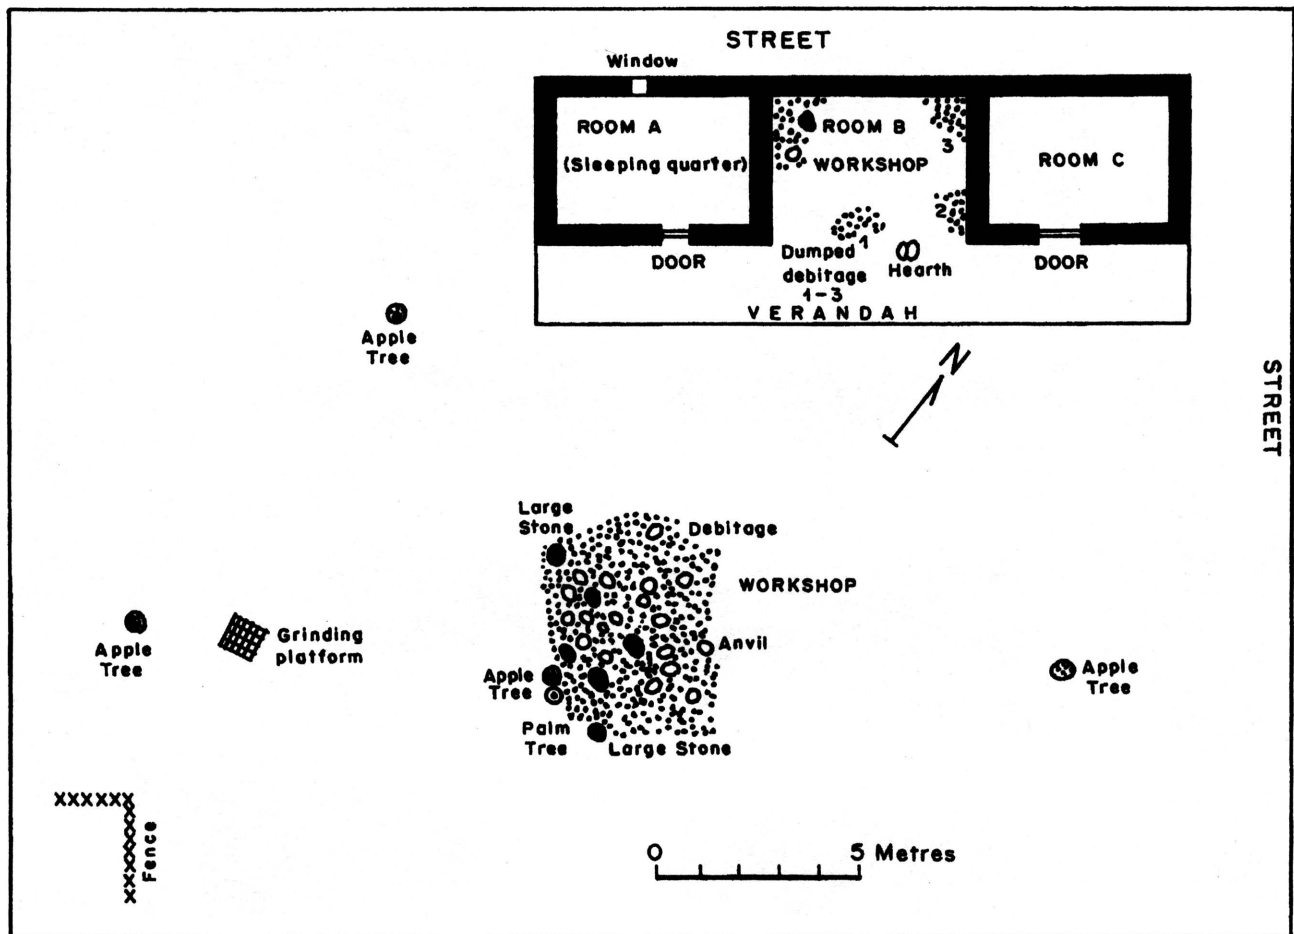 STREET
Window
ROOM A
(Sleeping quarter)
ROOM B
WORKSHOP
3
2
1
ROOM C
DOOR
Dumped
debitage
1-3
Hearth
DOOR
VERANDAH
Apple
Tree
N
STREET
Large
Stone
Debitage
WORKSHOP
Anvil
Apple
Tree
Grinding
platform
Apple
Tree
Palm
Tree
Large Stone
Apple
Tree
XXXXXX
Fence
0 5 Metres